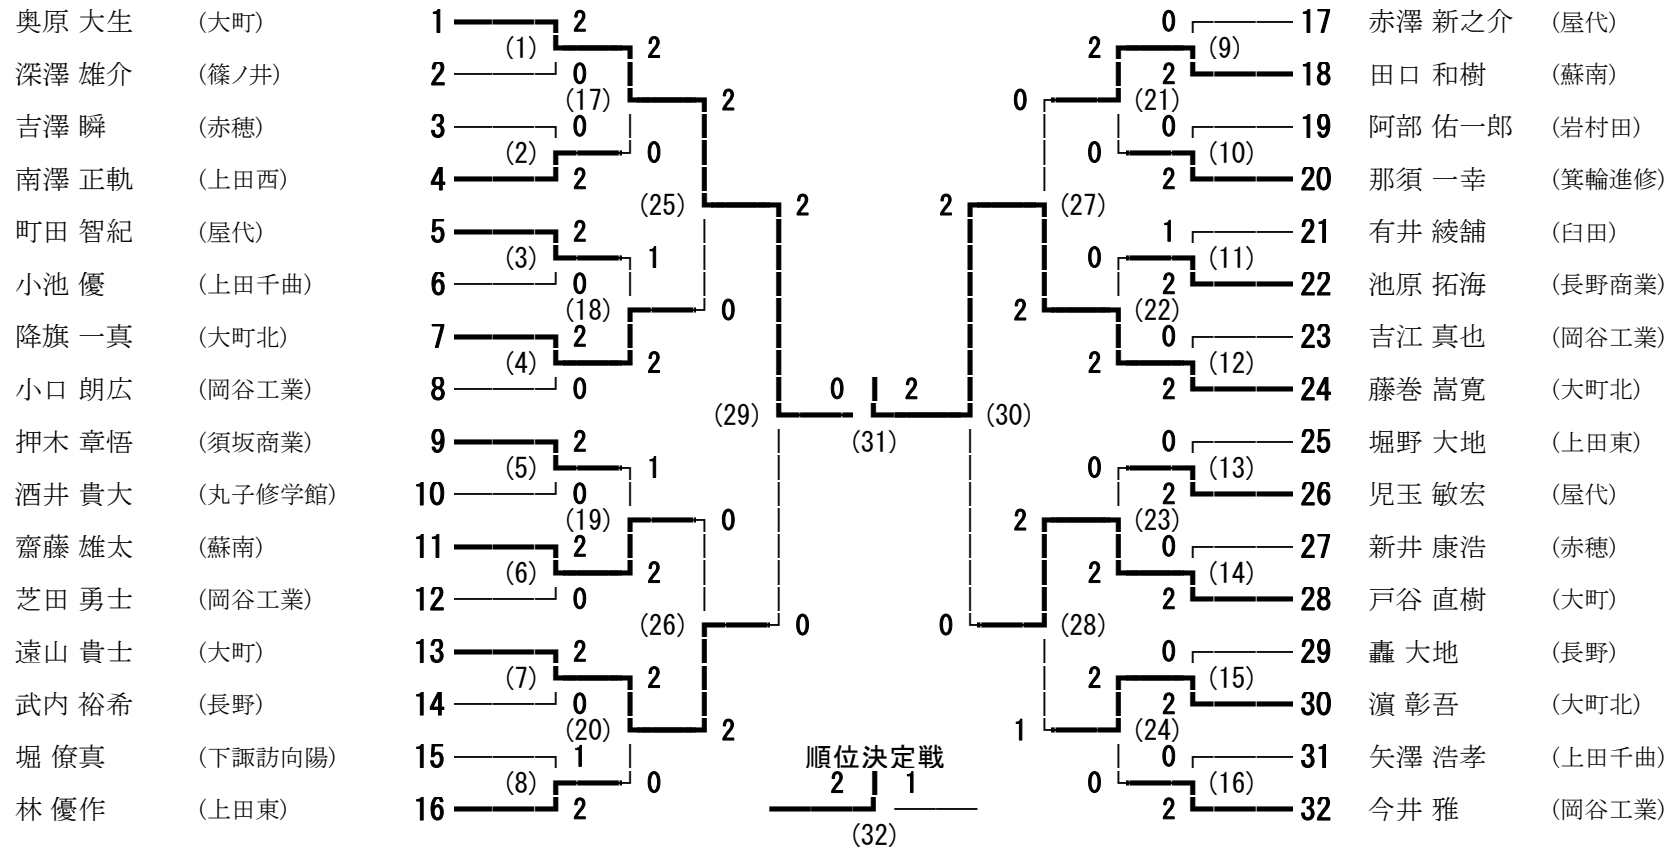 奥原 大生 (大町) 1 2 0 17 赤澤 新之介 (屋代)
(1) 2 2 (9)
深澤 雄介 (篠ノ井) 2 0 2 18 田口 和樹 (蘇南)
(17) 2 0 (21)
吉澤 瞬 (赤穂) 3 0 0 19 阿部 佑一郎 (岩村田)
(2) 0 0 (10)
南澤 正軌 (上田西) 4 2 2 20 那須 一幸 (箕輪進修)
(25) 2 2 (27)
町田 智紀 (屋代) 5 2 1 21 有井 綾舗 (臼田)
(3) 1 0 (11)
小池 優 (上田千曲) 6 0 2 22 池原 拓海 (長野商業)
(18) 0 2 (22)
降旗 一真 (大町北) 7 2 0 23 吉江 真也 (岡谷工業)
(4) 2 2 (12)
小口 朗広 (岡谷工業) 8 0 0 2 2 24 藤巻 嵩寛 (大町北)
(29) (30)
押木 章悟 (須坂商業) 9 2 (31) 0 25 堀野 大地 (上田東)
(5) 1 0 (13)
酒井 貴大 (丸子修学館) 10 0 2 26 児玉 敏宏 (屋代)
(19) 0 2 (23)
齋藤 雄太 (蘇南) 11 2 0 27 新井 康浩 (赤穂)
(6) 2 2 (14)
芝田 勇士 (岡谷工業) 12 0 2 28 戸谷 直樹 (大町)
(26) 0 0 (28)
遠山 貴士 (大町) 13 2 0 29 轟 大地 (長野)
(7) 2 2 (15)
武内 裕希 (長野) 14 0 2 30 濵 彰吾 (大町北)
(20) 2 1 (24)
堀 僚真 (下諏訪向陽) 15 1 順位決定戦 0 31 矢澤 浩孝 (上田千曲)
(8) 0 2 1 0 (16)
林 優作 (上田東) 16 2 2 32 今井 雅 (岡谷工業)
(32)